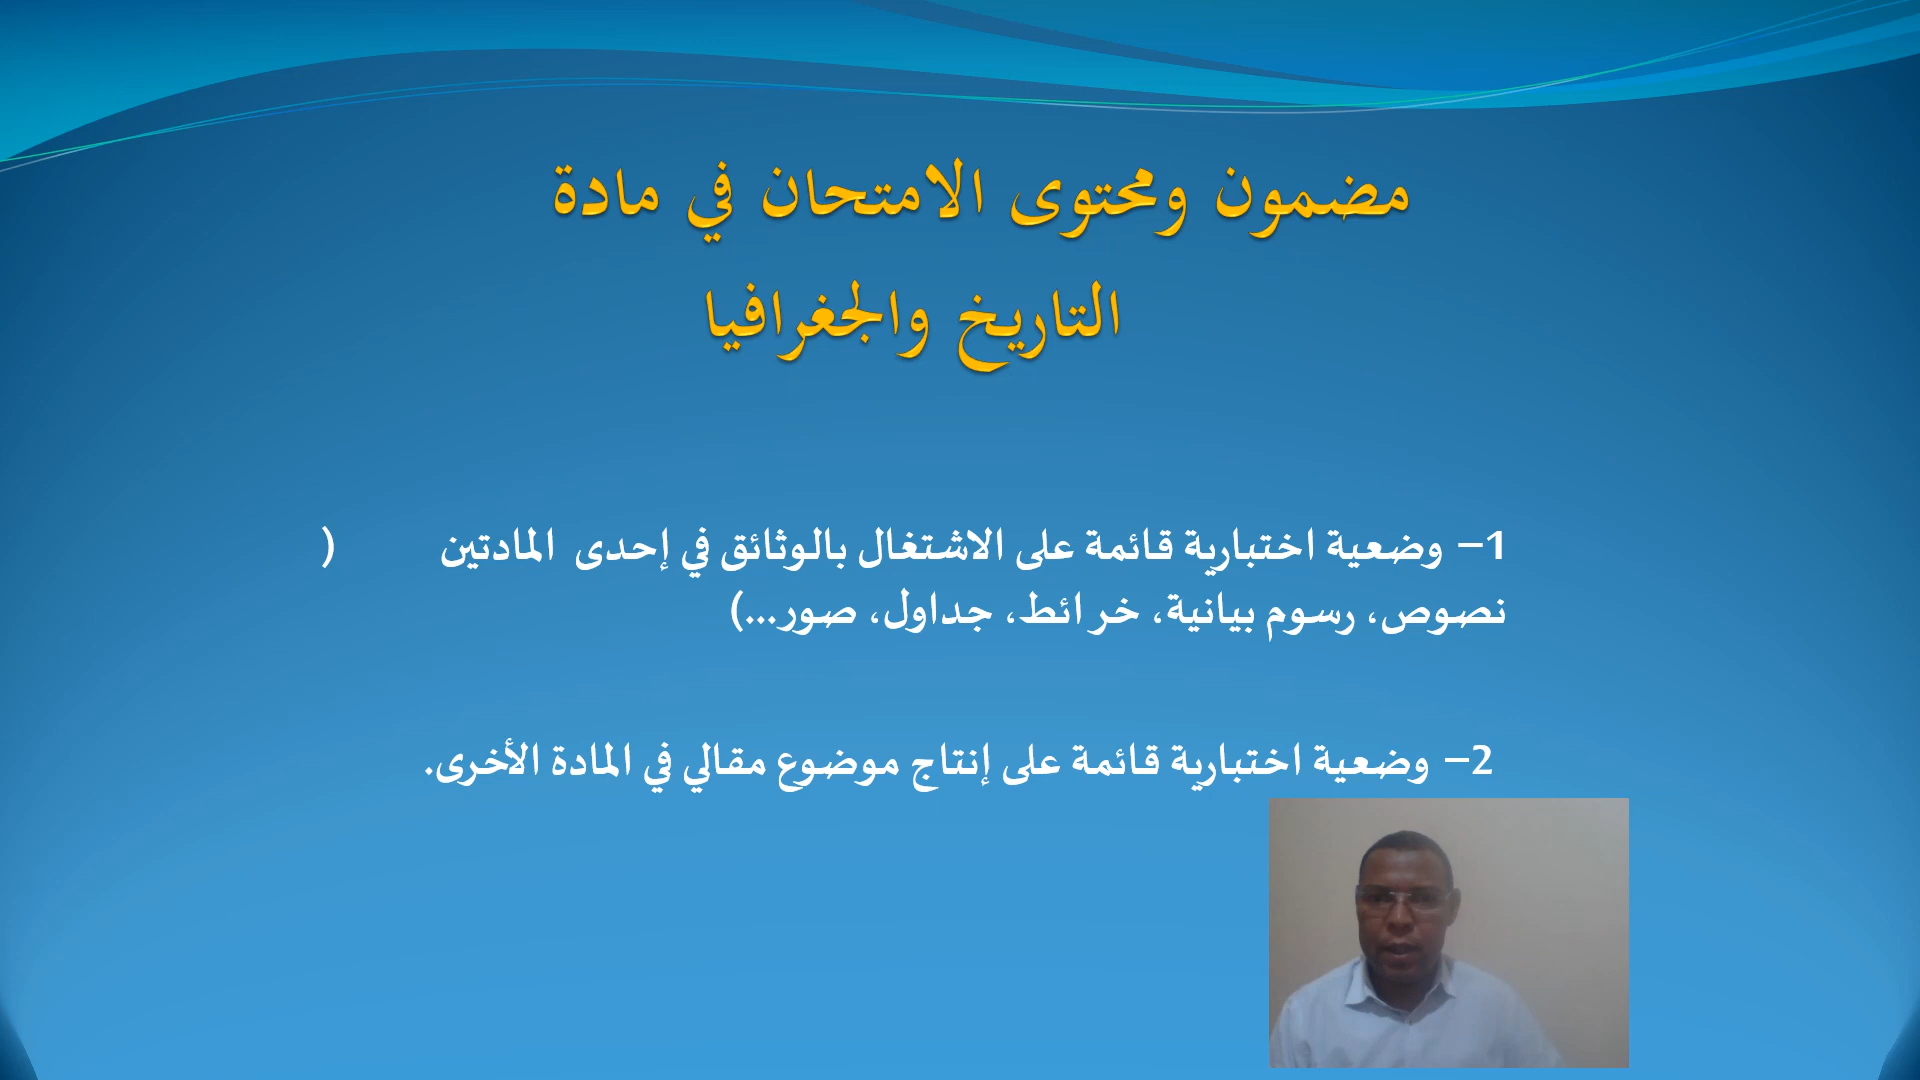 مضمون ومحتوى الامتحان في مادة
التاريخ والجغرافيا
1– وضعية اختبارية قائمة على الاشتغال بالوثائق في إحدى المادتين (
نصوص، رسوم بيانية، خرائط، جداول، صور...)
2– وضعية اختبارية قائمة على إنتاج موضوع مقالي في المادة الأخرى.